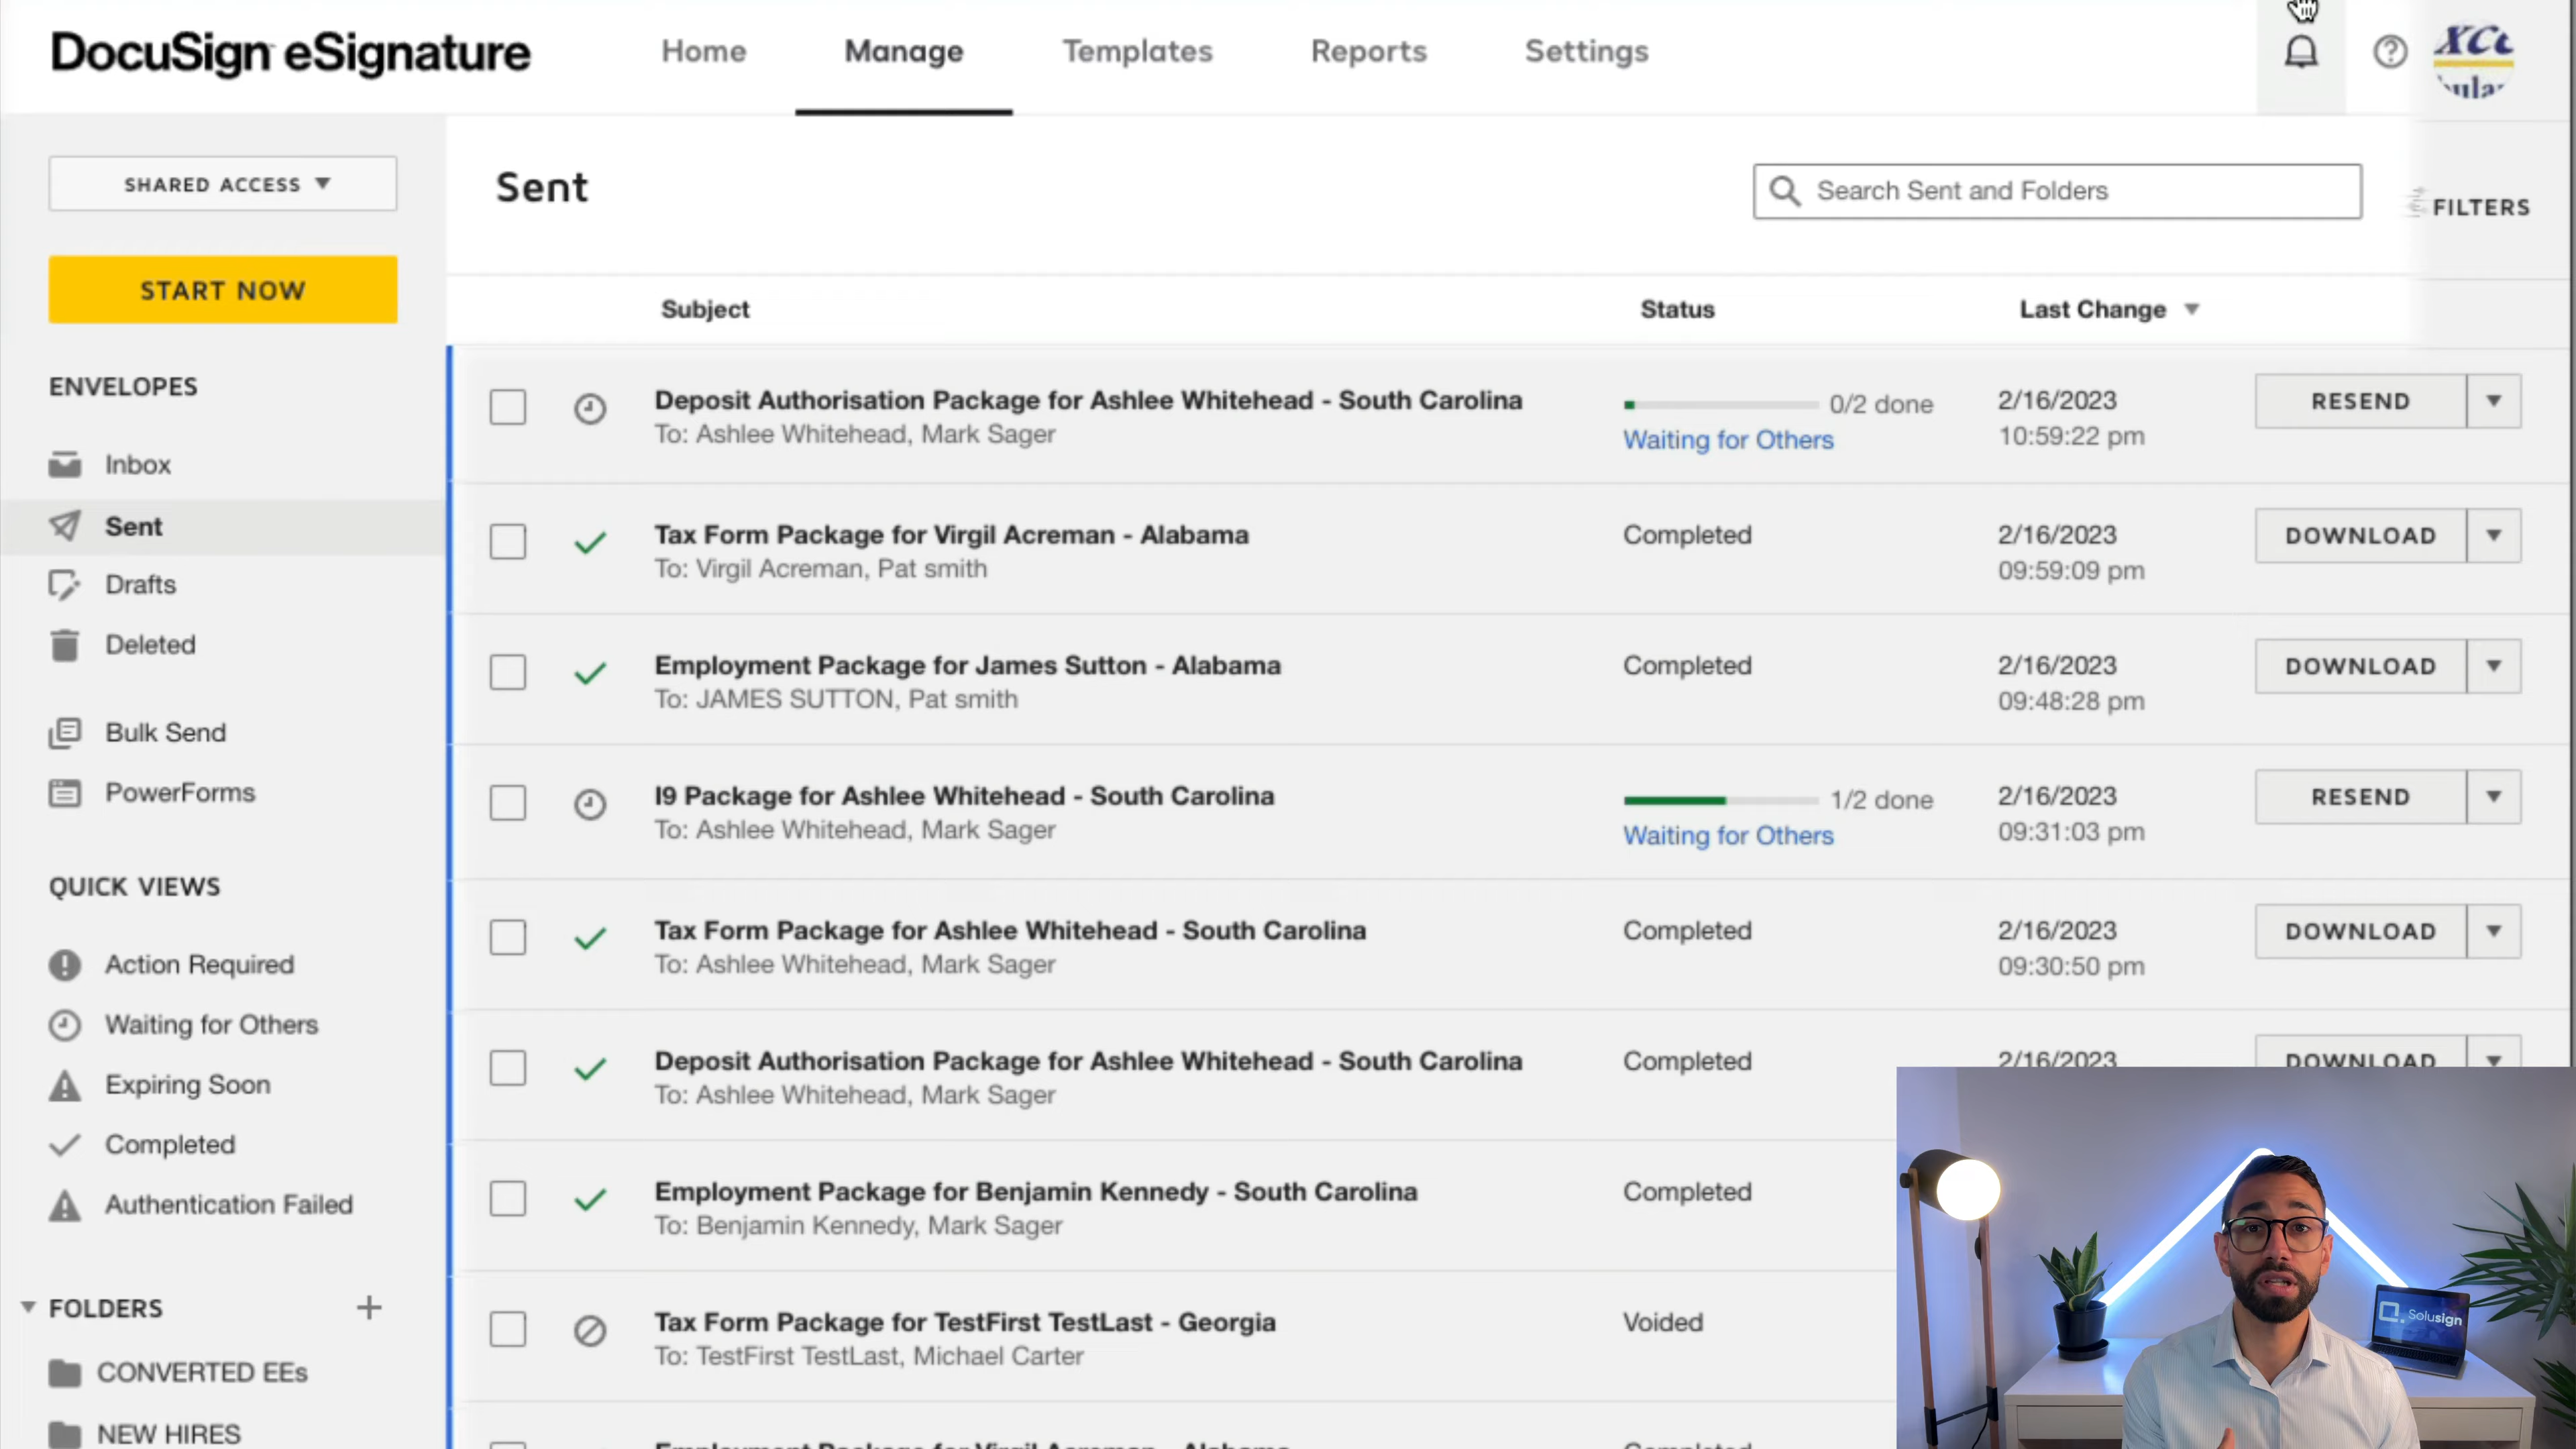 DocuSign eSignature
Home
Manage
Templates
Reports
Settings
SHARED ACCESS
START NOW
ENVELOPES
Inbox
Sent
Drafts
Deleted
Bulk Send
PowerForms
QUICK VIEWS
Action Required
Waiting for Others
Expiring Soon
Completed
Authentication Failed
FOLDERS
CONVERTED EEs
NEW HIRES
Sent
Search Sent and Folders
FILTERS
Subject
Status
Last Change
Deposit Authorisation Package for Ashlee Whitehead - South Carolina
To: Ashlee Whitehead, Mark Sager
0/2 done
Waiting for Others
2/16/2023
10:59:22 pm
RESEND
Tax Form Package for Virgil Acreman - Alabama
To: Virgil Acreman, Pat smith
Completed
2/16/2023
09:59:09 pm
DOWNLOAD
Employment Package for James Sutton - Alabama
To: JAMES SUTTON, Pat smith
Completed
2/16/2023
09:48:28 pm
DOWNLOAD
I9 Package for Ashlee Whitehead - South Carolina
To: Ashlee Whitehead, Mark Sager
1/2 done
Waiting for Others
2/16/2023
09:31:03 pm
RESEND
Tax Form Package for Ashlee Whitehead - South Carolina
To: Ashlee Whitehead, Mark Sager
Completed
2/16/2023
09:30:50 pm
DOWNLOAD
Deposit Authorisation Package for Ashlee Whitehead - South Carolina
To: Ashlee Whitehead, Mark Sager
Completed
2/16/2023
DOWNLOAD
Employment Package for Benjamin Kennedy - South Carolina
To: Benjamin Kennedy, Mark Sager
Completed
Tax Form Package for TestFirst TestLast - Georgia
To: TestFirst TestLast, Michael Carter
Voided
Solusign